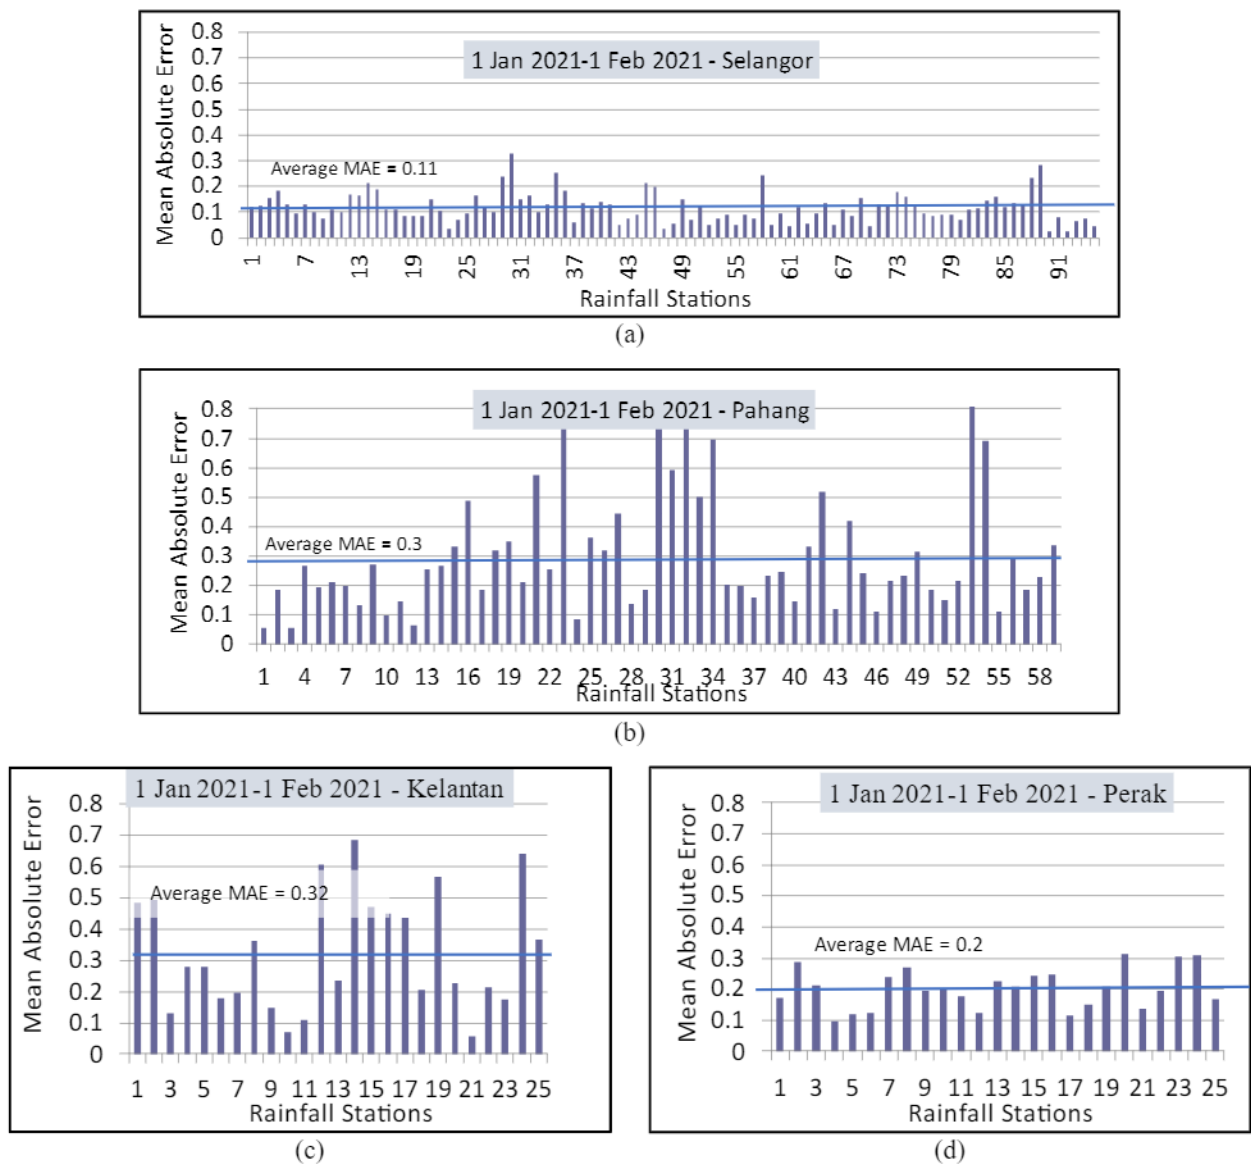 1 Jan 2021-1 Feb 2021 - Selangor
Mean Absolute Error
0.8
0.7
0.6
0.5
0.4
0.3
0.2
0.1
0
Average MAE = 0.11
1 7 13 19 25 31 37 43 49 55 61 67 73 79 85 91
Rainfall Stations
(a)
1 Jan 2021-1 Feb 2021 - Pahang
Mean Absolute Error
0.8
0.7
0.6
0.5
0.4
0.3
0.2
0.1
0
Average MAE = 0.3
1 4 7 10 13 16 19 22 25 28 31 34 37 40 43 46 49 52 55 58
Rainfall Stations
(b)
1 Jan 2021-1 Feb 2021 - Kelantan
Mean Absolute Error
0.8
0.7
0.6
0.5
0.4
0.3
0.2
0.1
0
Average MAE = 0.32
1 3 5 7 9 11 13 15 17 19 21 23 25
Rainfall Stations
(c)
1 Jan 2021-1 Feb 2021 - Perak
Mean Absolute Error
0.8
0.7
0.6
0.5
0.4
0.3
0.2
0.1
0
Average MAE = 0.2
1 3 5 7 9 11 13 15 17 19 21 23 25
Rainfall Stations
(d)